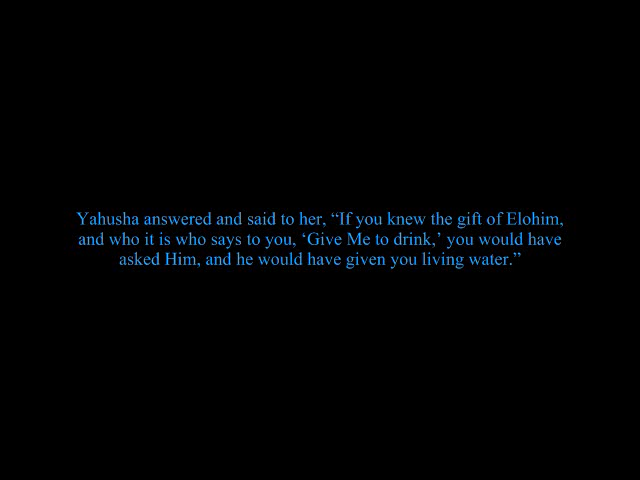 Yahusha answered and said to her, “If you knew the gift of Elohim,
and who it is who says to you, ‘Give Me to drink,’ you would have
asked Him, and he would have given you living water.”